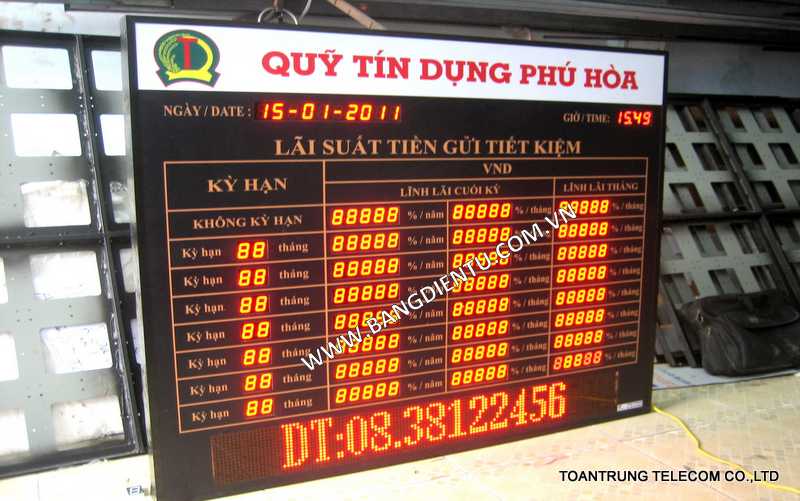 QUỸ TÍN DỤNG PHÚ HÒA
NGÀY / DATE : 15-01-2011 GIỜ / TIME: 15:49
LÃI SUẤT TIỀN GỬI TIẾT KIỆM
KỲ HẠN VND
LĨNH LÃI CUỐI KỲ LĨNH LÃI THÁNG
KHÔNG KỲ HẠN 88888 % / năm 88888 % / tháng 88888 % / tháng
Kỳ hạn 88 tháng 88888 % / năm 88888 % / tháng 88888 % / tháng
Kỳ hạn 88 tháng 88888 % / năm 88888 % / tháng 88888 % / tháng
Kỳ hạn 88 tháng 88888 % / năm 88888 % / tháng 88888 % / tháng
Kỳ hạn 88 tháng 88888 % / năm 88888 % / tháng 88888 % / tháng
Kỳ hạn 88 tháng 88888 % / năm 88888 % / tháng 88888 % / tháng
Kỳ hạn 88 tháng 88888 % / năm 88888 % / tháng 88888 % / tháng
Kỳ hạn 88 tháng
WWW.BANGDIENTU.COM.VN
DT:08.38122456
TOANTRUNG TELECOM CO.,LTD